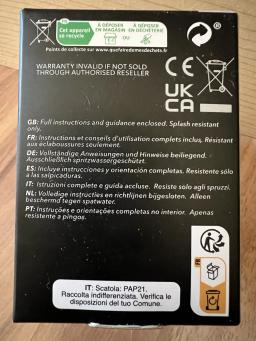 FR
Cet appareil
se recycle
À DÉPOSER
EN MAGASIN
OU
À DÉPOSER
EN DÉCHÈTERIE
Points de collecte sur www.quefairedemesdechets.fr
WARRANTY INVALID IF NOT SOLD
THROUGH AUTHORISED RESELLER
CE
UK
CA
GB: Full instructions and guidance enclosed. Splash resistant
only.
FR: Instructions et conseils d'utilisation complets inclus, Résistant
aux éclaboussures seulement.
DE: Vollständige Anweisungen und Hinweise beiliegend.
Ausschließlich spritzwassergeschützt.
ES: Incluye instrucciones y orientación completas. Resistente sólo
a las salpicaduras.
IT: Istruzioni complete e guida accluse. Resiste solo agli spruzzi.
NL: Volledige instructies en richtlijnen bijgesloten. Alleen
beschermd tegen spatwater.
PT: Instruções e orientações completas no interior. Apenas
resistente a pingos.
FR
IT: Scatola: PAP21.
Raccolta indifferenziata. Verifica le
disposizioni del tuo Comune.